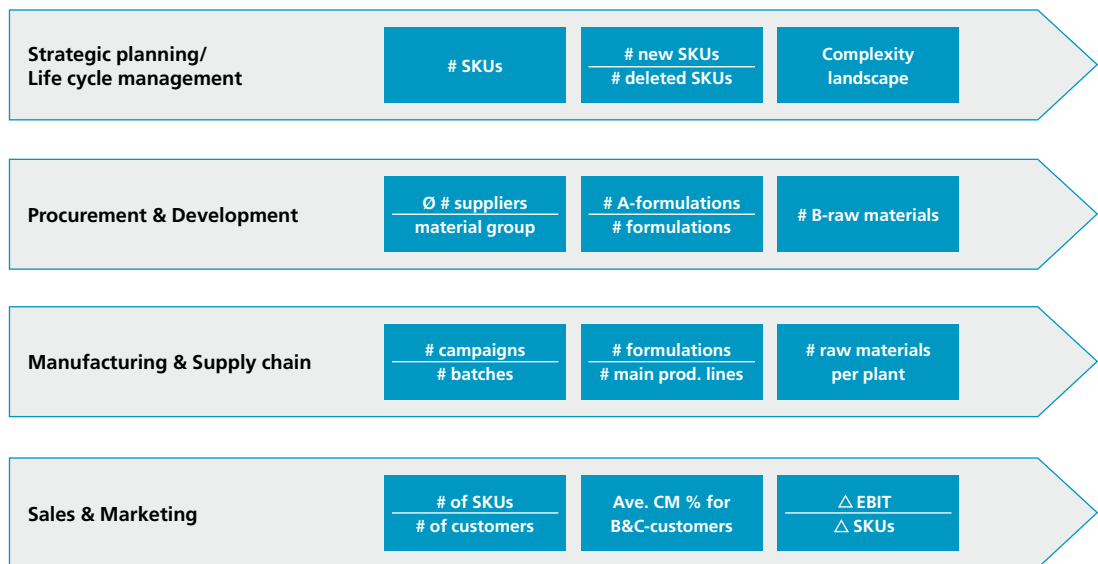 Strategic planning/
Life cycle management
# SKUs
# new SKUs
# deleted SKUs
Complexity
landscape
Procurement & Development
Ø # suppliers
material group
# A-formulations
# formulations
# B-raw materials
Manufacturing & Supply chain
# campaigns
# batches
# formulations
# main prod. lines
# raw materials
per plant
Sales & Marketing
# of SKUs
# of customers
Ave. CM % for
B&C-customers
△ EBIT
△ SKUs